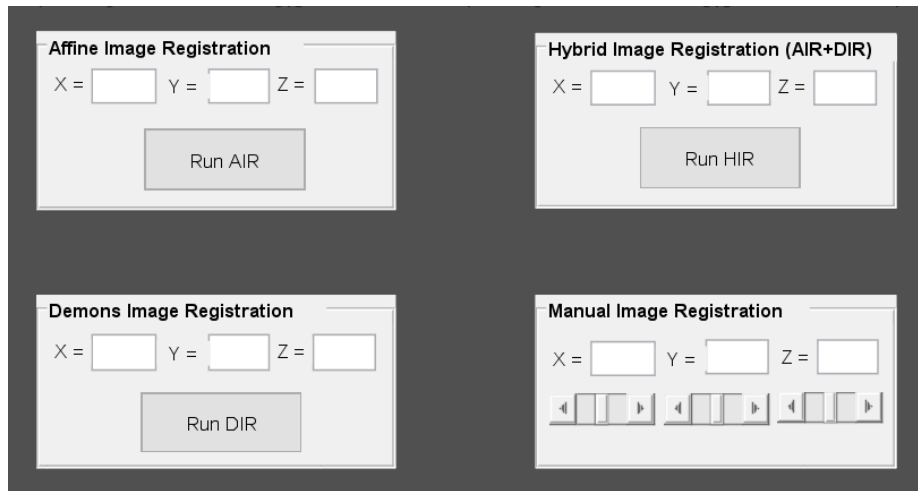 Affine Image Registration
X = Y = Z =
Run AIR
Hybrid Image Registration (AIR+DIR)
X = Y = Z =
Run HIR
Demons Image Registration
X = Y = Z =
Run DIR
Manual Image Registration
X = Y = Z =